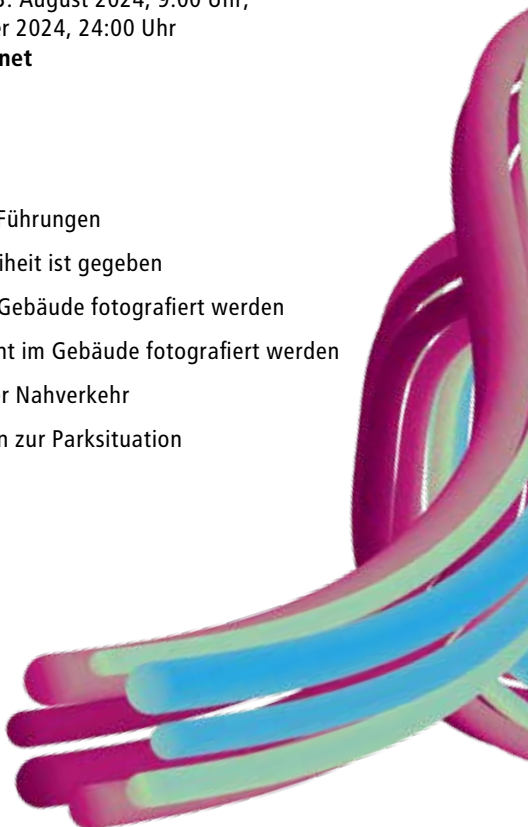 . August 2024, 9:00 Uhr,
er 2024, 24:00 Uhr
net
Führungen
iheit ist gegeben
Gebäude fotografiert werden
nt im Gebäude fotografiert werden
r Nahverkehr
n zur Parksituation